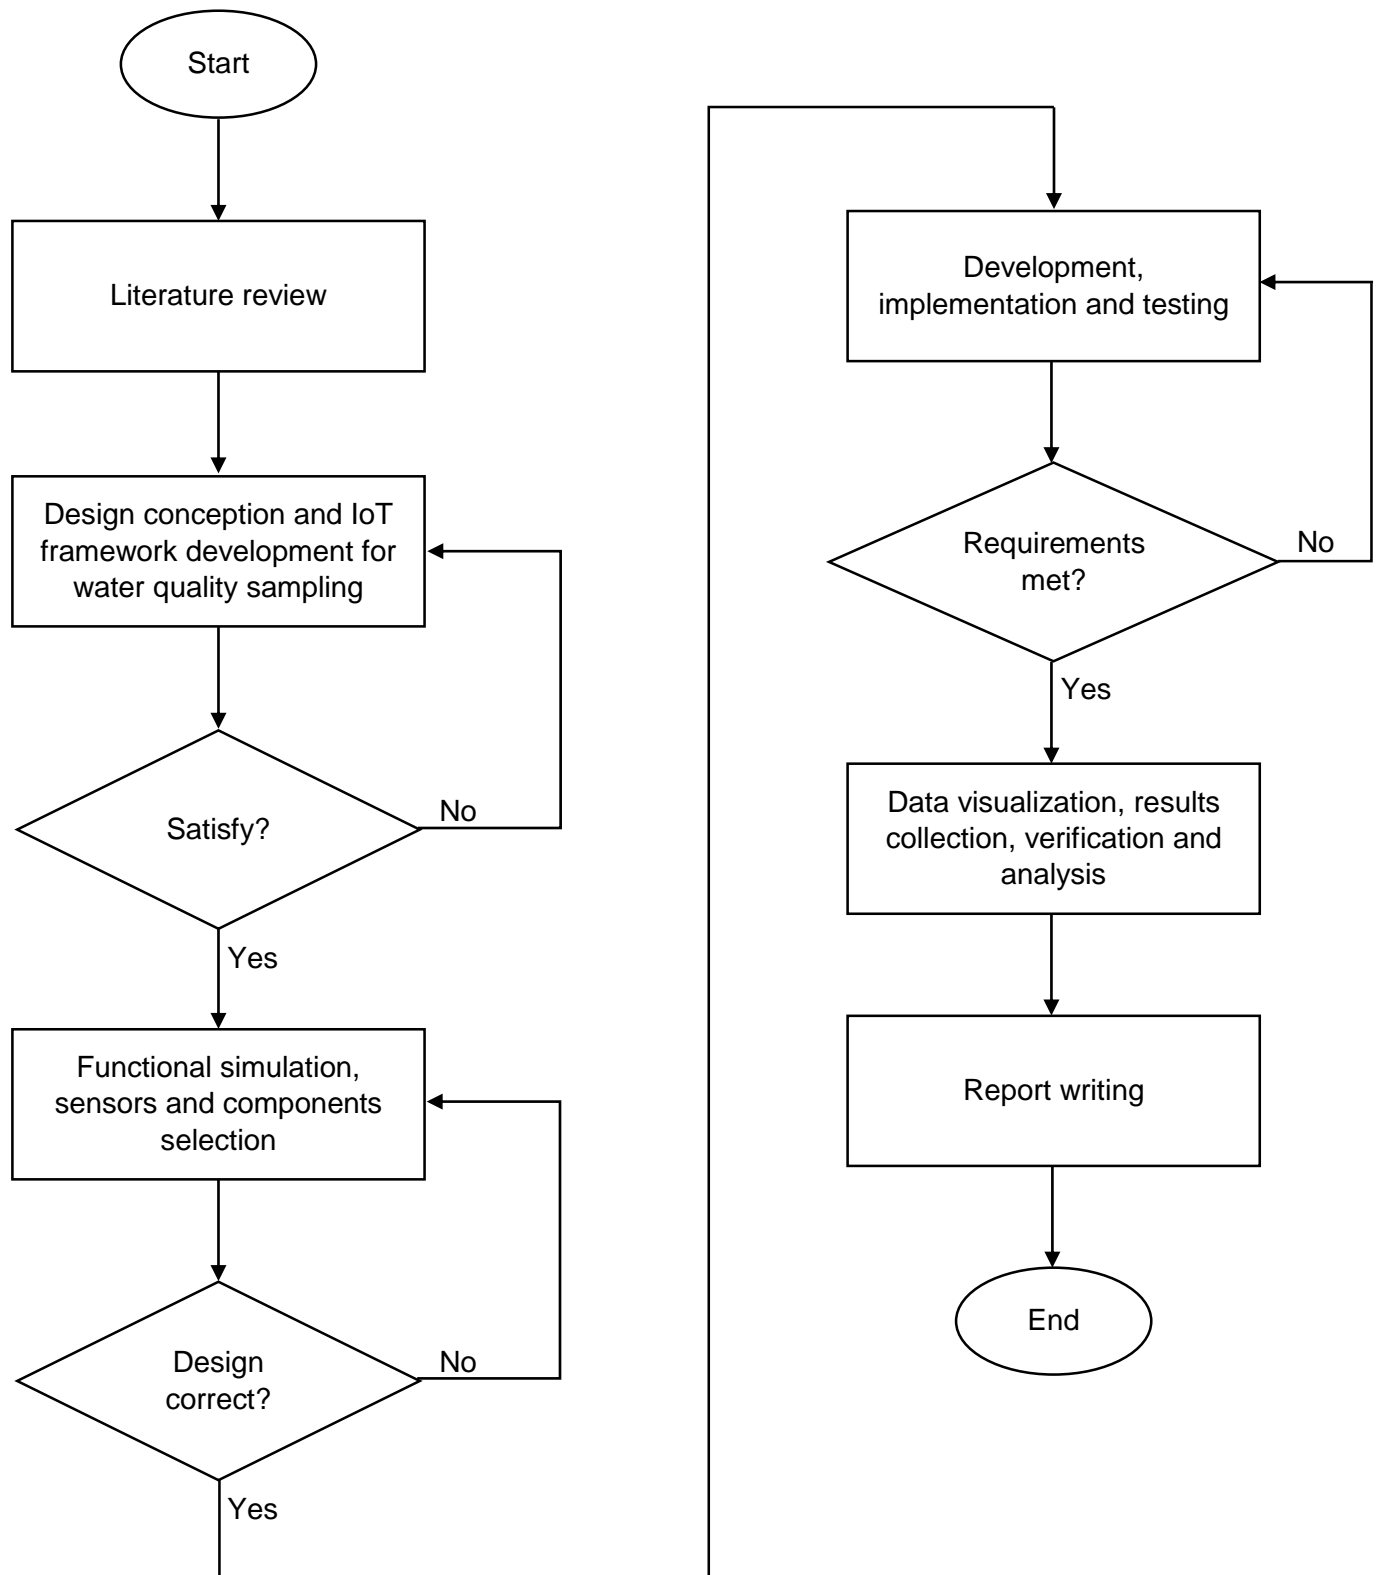 Start
Literature review
Design conception and IoT
framework development for
water quality sampling
Satisfy?
No
Yes
Functional simulation,
sensors and components
selection
Design
correct?
No
Yes
Development,
implementation and testing
Requirements
met?
No
Yes
Data visualization, results
collection, verification and
analysis
Report writing
End